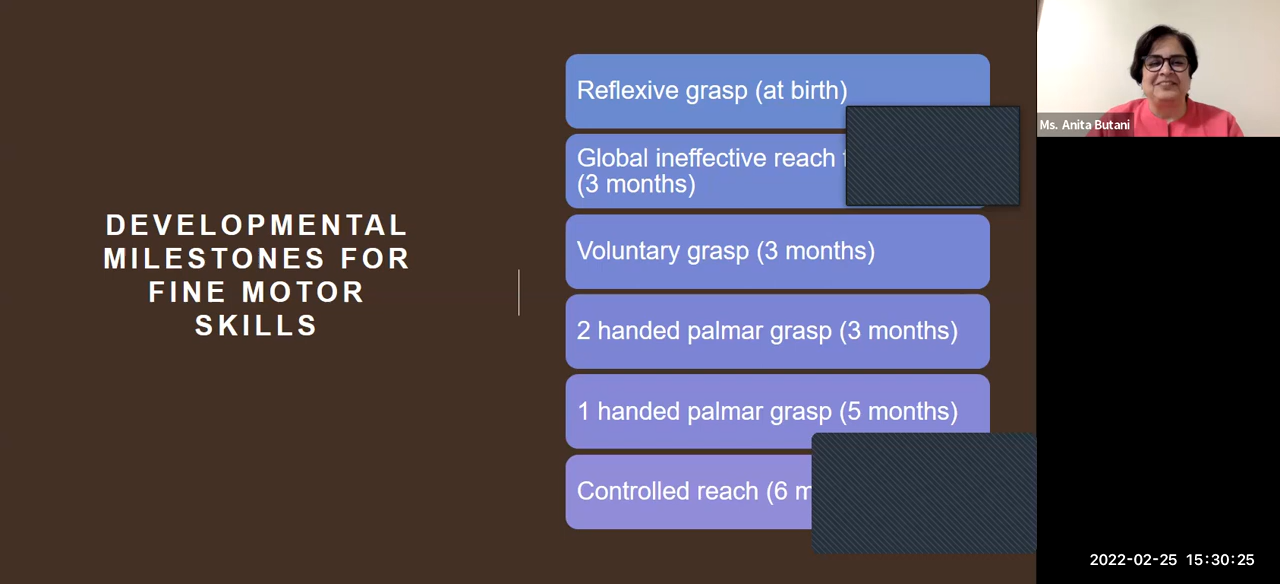 DEVELOPMENTAL
MILESTONES FOR
FINE MOTOR
SKILLS
Reflexive grasp (at birth)
Global ineffective reach
(3 months)
Voluntary grasp (3 months)
2 handed palmar grasp (3 months)
1 handed palmar grasp (5 months)
Controlled reach (6
Ms. Anita Butani
2022-02-25 15:30:25